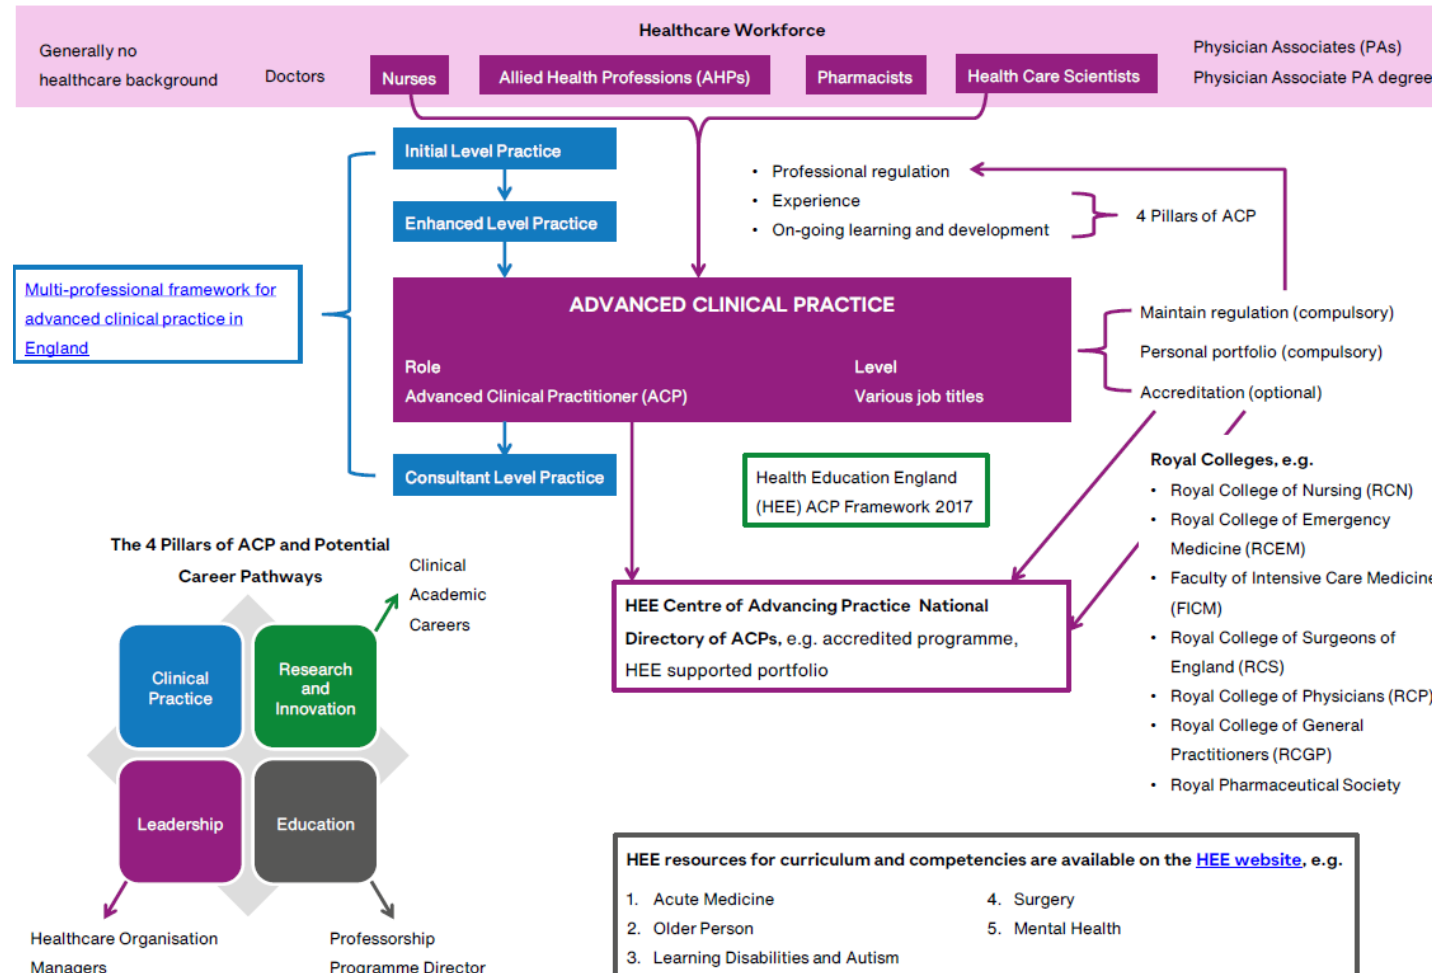 Healthcare Workforce
Generally no
healthcare background
Doctors
Nurses
Allied Health Professions (AHPs)
Pharmacists
Health Care Scientists
Physician Associates (PAs)
Physician Associate PA degree
Initial Level Practice
Enhanced Level Practice
• Professional regulation
• Experience
• On-going learning and development
4 Pillars of ACP
Multi-professional framework for
advanced clinical practice in
England
ADVANCED CLINICAL PRACTICE
Role
Advanced Clinical Practitioner (ACP)
Level
Various job titles
Maintain regulation (compulsory)
Personal portfolio (compulsory)
Accreditation (optional)
Consultant Level Practice
Health Education England
(HEE) ACP Framework 2017
Royal Colleges, e.g.
• Royal College of Nursing (RCN)
• Royal College of Emergency
Medicine (RCEM)
• Faculty of Intensive Care Medicine
(FICM)
• Royal College of Surgeons of
England (RCS)
• Royal College of Physicians (RCP)
• Royal College of General
Practitioners (RCGP)
• Royal Pharmaceutical Society
HEE Centre of Advancing Practice National
Directory of ACPs, e.g. accredited programme,
HEE supported portfolio
The 4 Pillars of ACP and Potential
Career Pathways
Clinical
Academic
Careers
Clinical
Practice
Research
and
Innovation
Leadership
Education
Healthcare Organisation
Managers
Professorship
Programme Director
HEE resources for curriculum and competencies are available on the HEE website, e.g.
1. Acute Medicine
2. Older Person
3. Learning Disabilities and Autism
4. Surgery
5. Mental Health